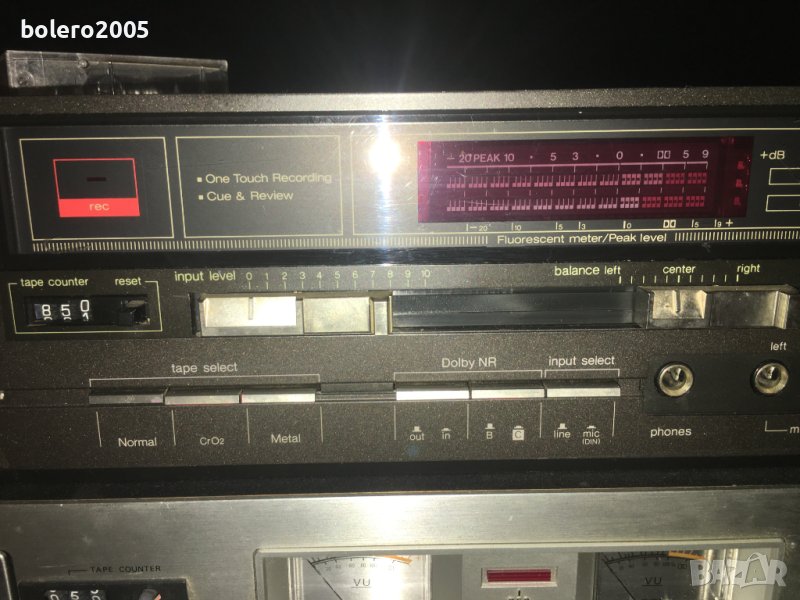 bolero2005
- 20 PEAK 10 · 5 3 · 0 · 5 9
+dB
One Touch Recording
Cue & Review
rec
-20 10 5 3 0 5 9 +
Fluorescent meter/Peak level
tape counter reset
850
input level 0 1 2 3 4 5 6 7 8 9 10
balance left center right
tape select
Dolby NR
input select
left
Normal CrO2 Metal
out in B C line mic
(DIN)
phones
TAPE COUNTER
VU
VU
BAZAR